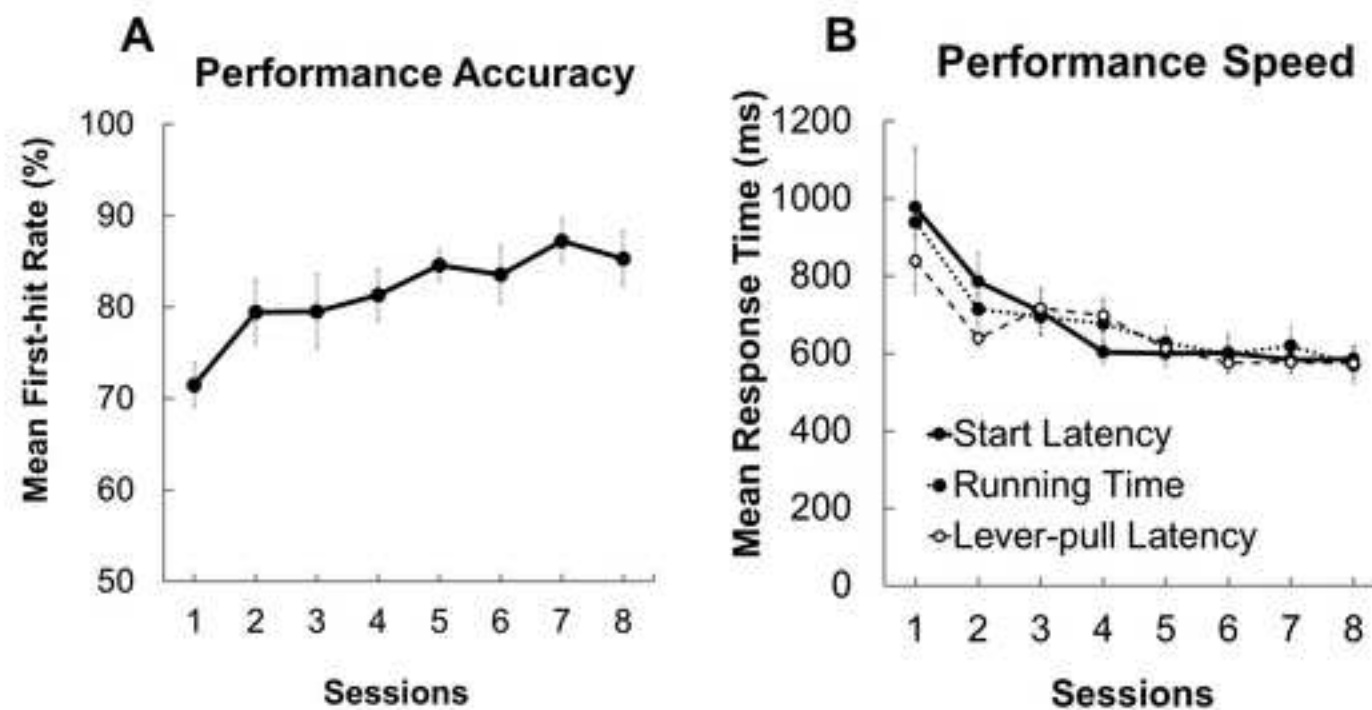 A
Performance Accuracy
Mean First-hit Rate (%)
100
90
80
70
60
50
1 2 3 4 5 6 7 8
Sessions
B
Performance Speed
Mean Response Time (ms)
1200
1000
800
600
400
200
0
Start Latency
Running Time
Lever-pull Latency
1 2 3 4 5 6 7 8
Sessions